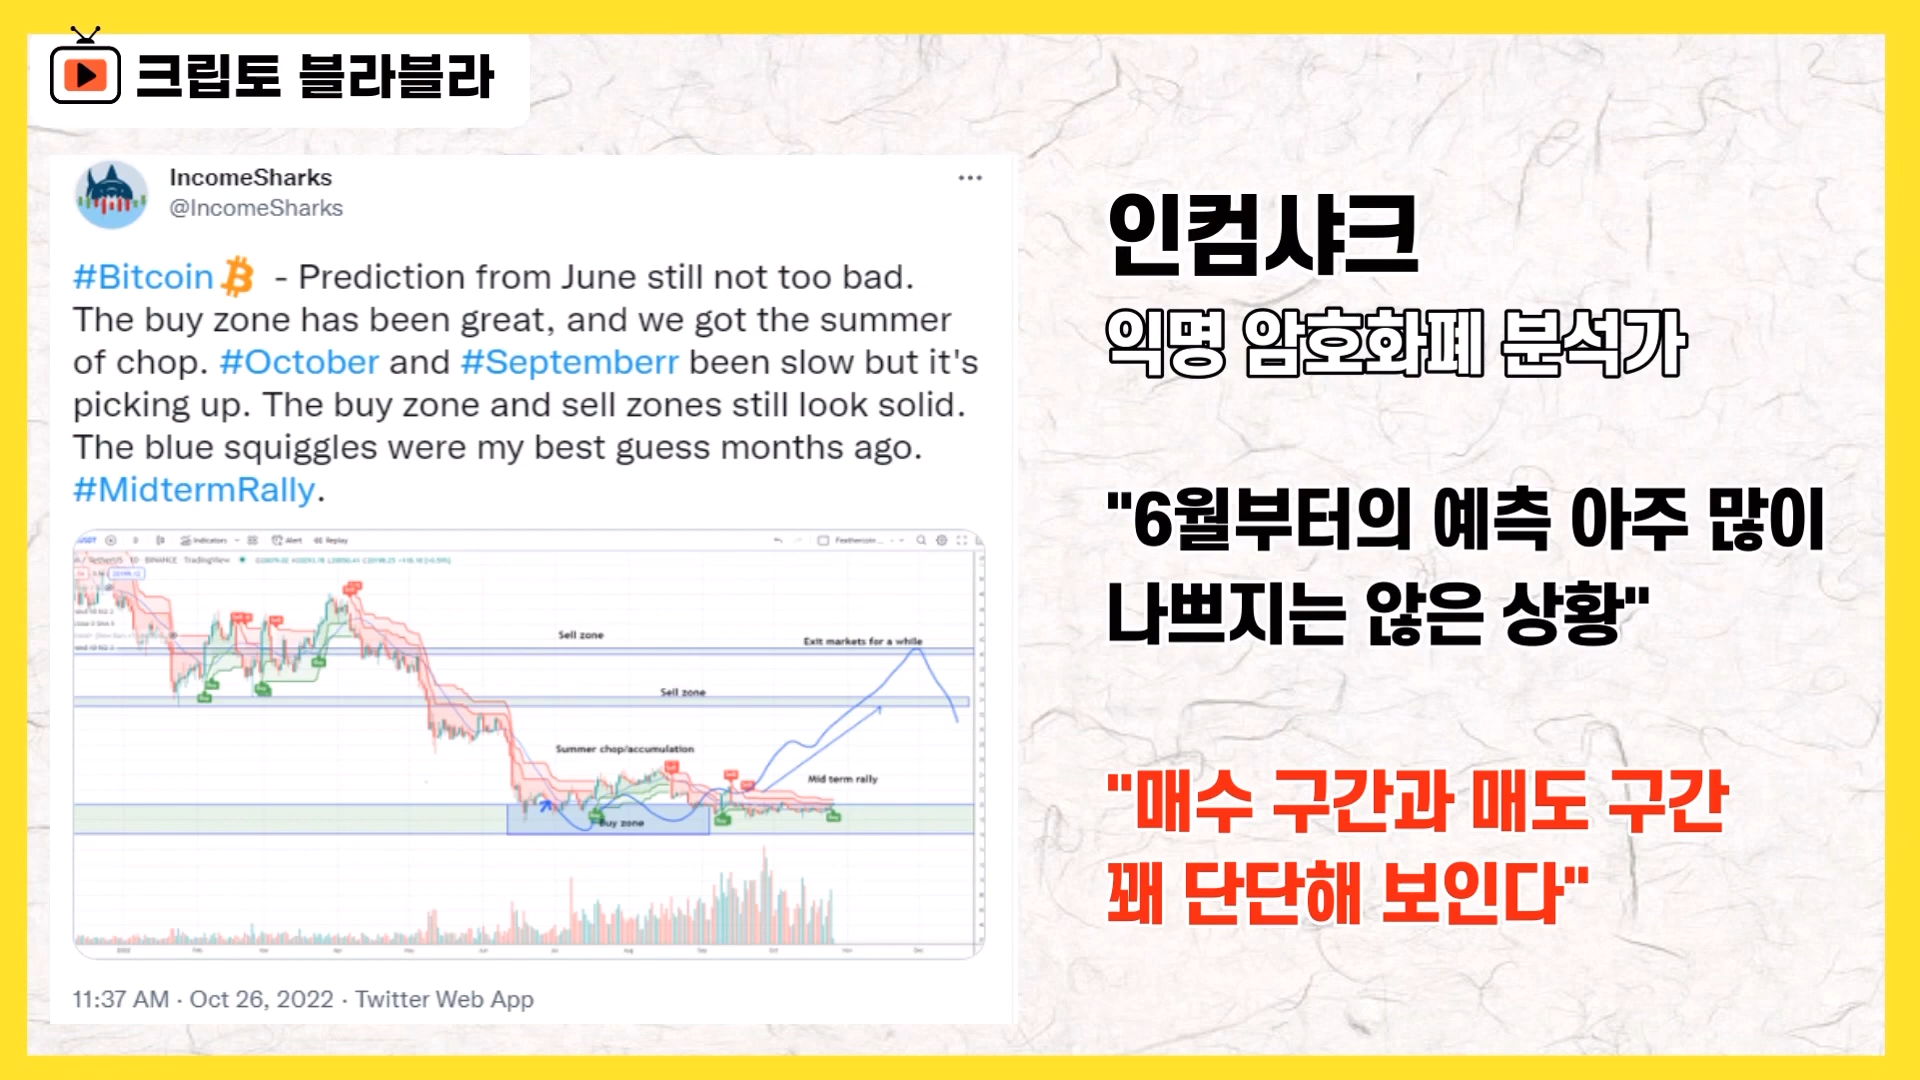 크립토 블라블라
IncomeSharks
@IncomeSharks
#Bitcoin - Prediction from June still not too bad.
The buy zone has been great, and we got the summer
of chop. #October and #Septemberr been slow but it's
picking up. The buy zone and sell zones still look solid.
The blue squiggles were my best guess months ago.
#MidtermRally.
Indicators
Alert
Replay
BINANCE
TradingView
Sell zone
Exit markets for a while
Sell zone
Summer chop/accumulation
Mid term rally
Buy zone
11:37 AM · Oct 26, 2022 · Twitter Web App
인컴샤크
익명 암호화폐 분석가
"6월부터의 예측 아주 많이
나쁘지는 않은 상황"
"매수 구간과 매도 구간
꽤 단단해 보인다"